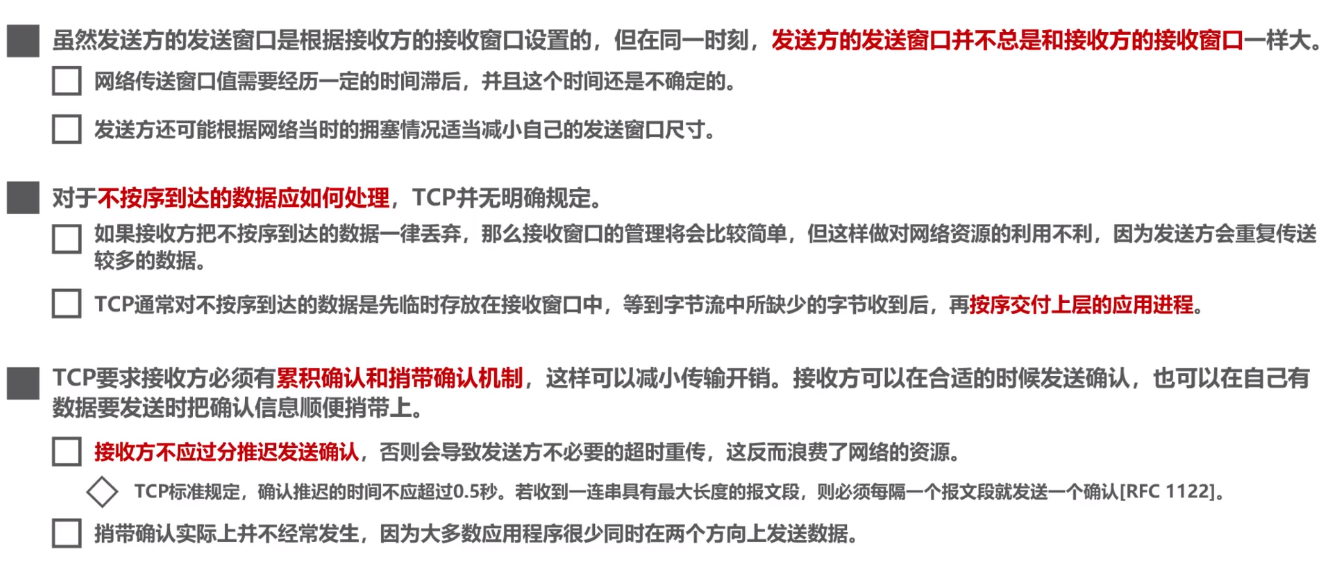 虽然发送方的发送窗口是根据接收方的接收窗口设置的，但在同一时刻，发送方的发送窗口并不总是和接收方的接收窗口一样大。
网络传送窗口值需要经历一定的时间滞后，并且这个时间还是不确定的。
发送方还可能根据网络当时的拥塞情况适当减小自己的发送窗口尺寸。
对于不按序到达的数据应如何处理，TCP并无明确规定。
如果接收方把不按序到达的数据一律丢弃，那么接收窗口的管理将会比较简单，但这样做对网络资源的利用不利，因为发送方会重复传送
较多的数据。
TCP通常对不按序到达的数据是先临时存放在接收窗口中，等到字节流中所缺少的字节收到后，再按序交付上层的应用进程。
TCP要求接收方必须有累积确认和捎带确认机制，这样可以减小传输开销。接收方可以在合适的时候发送确认，也可以在自己有
数据要发送时把确认信息顺便捎带上。
接收方不应过分推迟发送确认，否则会导致发送方不必要的超时重传，这反而浪费了网络的资源。
TCP标准规定，确认推迟的时间不应超过0.5秒。若收到一连串具有最大长度的报文段，则必须每隔一个报文段就发送一个确认[RFC 1122]。
捎带确认实际上并不经常发生，因为大多数应用程序很少同时在两个方向上发送数据。